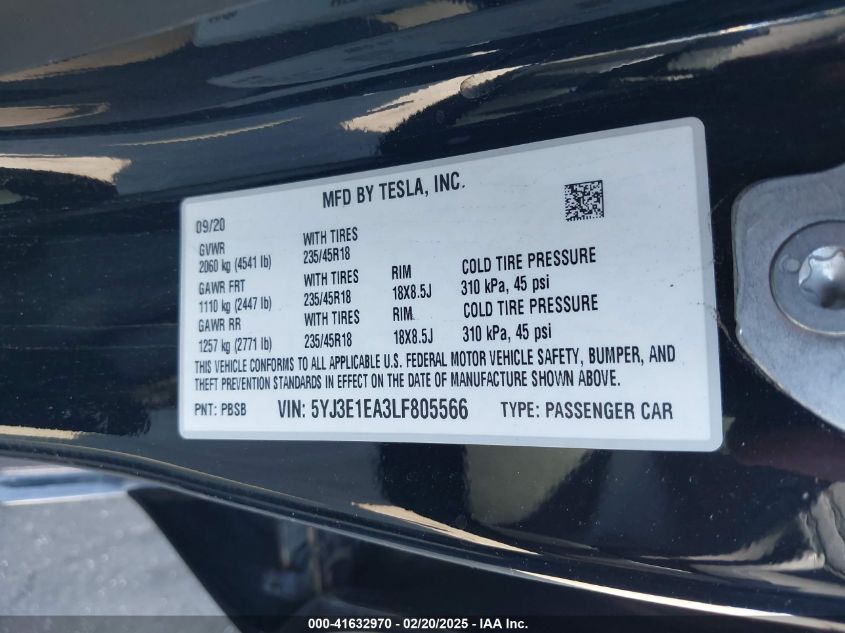 MFD BY TESLA, INC.
09/20
GVWR WITH TIRES
2060 kg (4541 lb) 235/45R18
GAWR FRT WITH TIRES RIM COLD TIRE PRESSURE
1110 kg (2447 lb) 235/45R18 18X8.5J 310 kPa, 45 psi
GAWR RR WITH TIRES RIM COLD TIRE PRESSURE
1257 kg (2771 lb) 235/45R18 18X8.5J 310 kPa, 45 psi
THIS VEHICLE CONFORMS TO ALL APPLICABLE U.S. FEDERAL MOTOR VEHICLE SAFETY, BUMPER, AND
THEFT PREVENTION STANDARDS IN EFFECT ON THE DATE OF MANUFACTURE SHOWN ABOVE.
PNT: PBSB VIN: 5YJ3E1EA3LF805566 TYPE: PASSENGER CAR
000-41632970 - 02/20/2025 - IAA Inc.